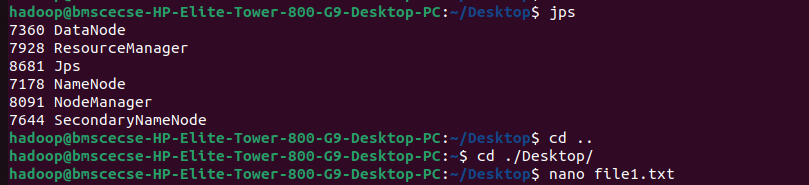 hadoop@bmscecse-HP-Elite-Tower-800-G9-Desktop-PC:~/Desktop$ jps
7360 DataNode
7928 ResourceManager
8681 Jps
7178 NameNode
8091 NodeManager
7644 SecondaryNameNode
hadoop@bmscecse-HP-Elite-Tower-800-G9-Desktop-PC:~/Desktop$ cd ..
hadoop@bmscecse-HP-Elite-Tower-800-G9-Desktop-PC:~$ cd ./Desktop/
hadoop@bmscecse-HP-Elite-Tower-800-G9-Desktop-PC:~/Desktop$ nano file1.txt